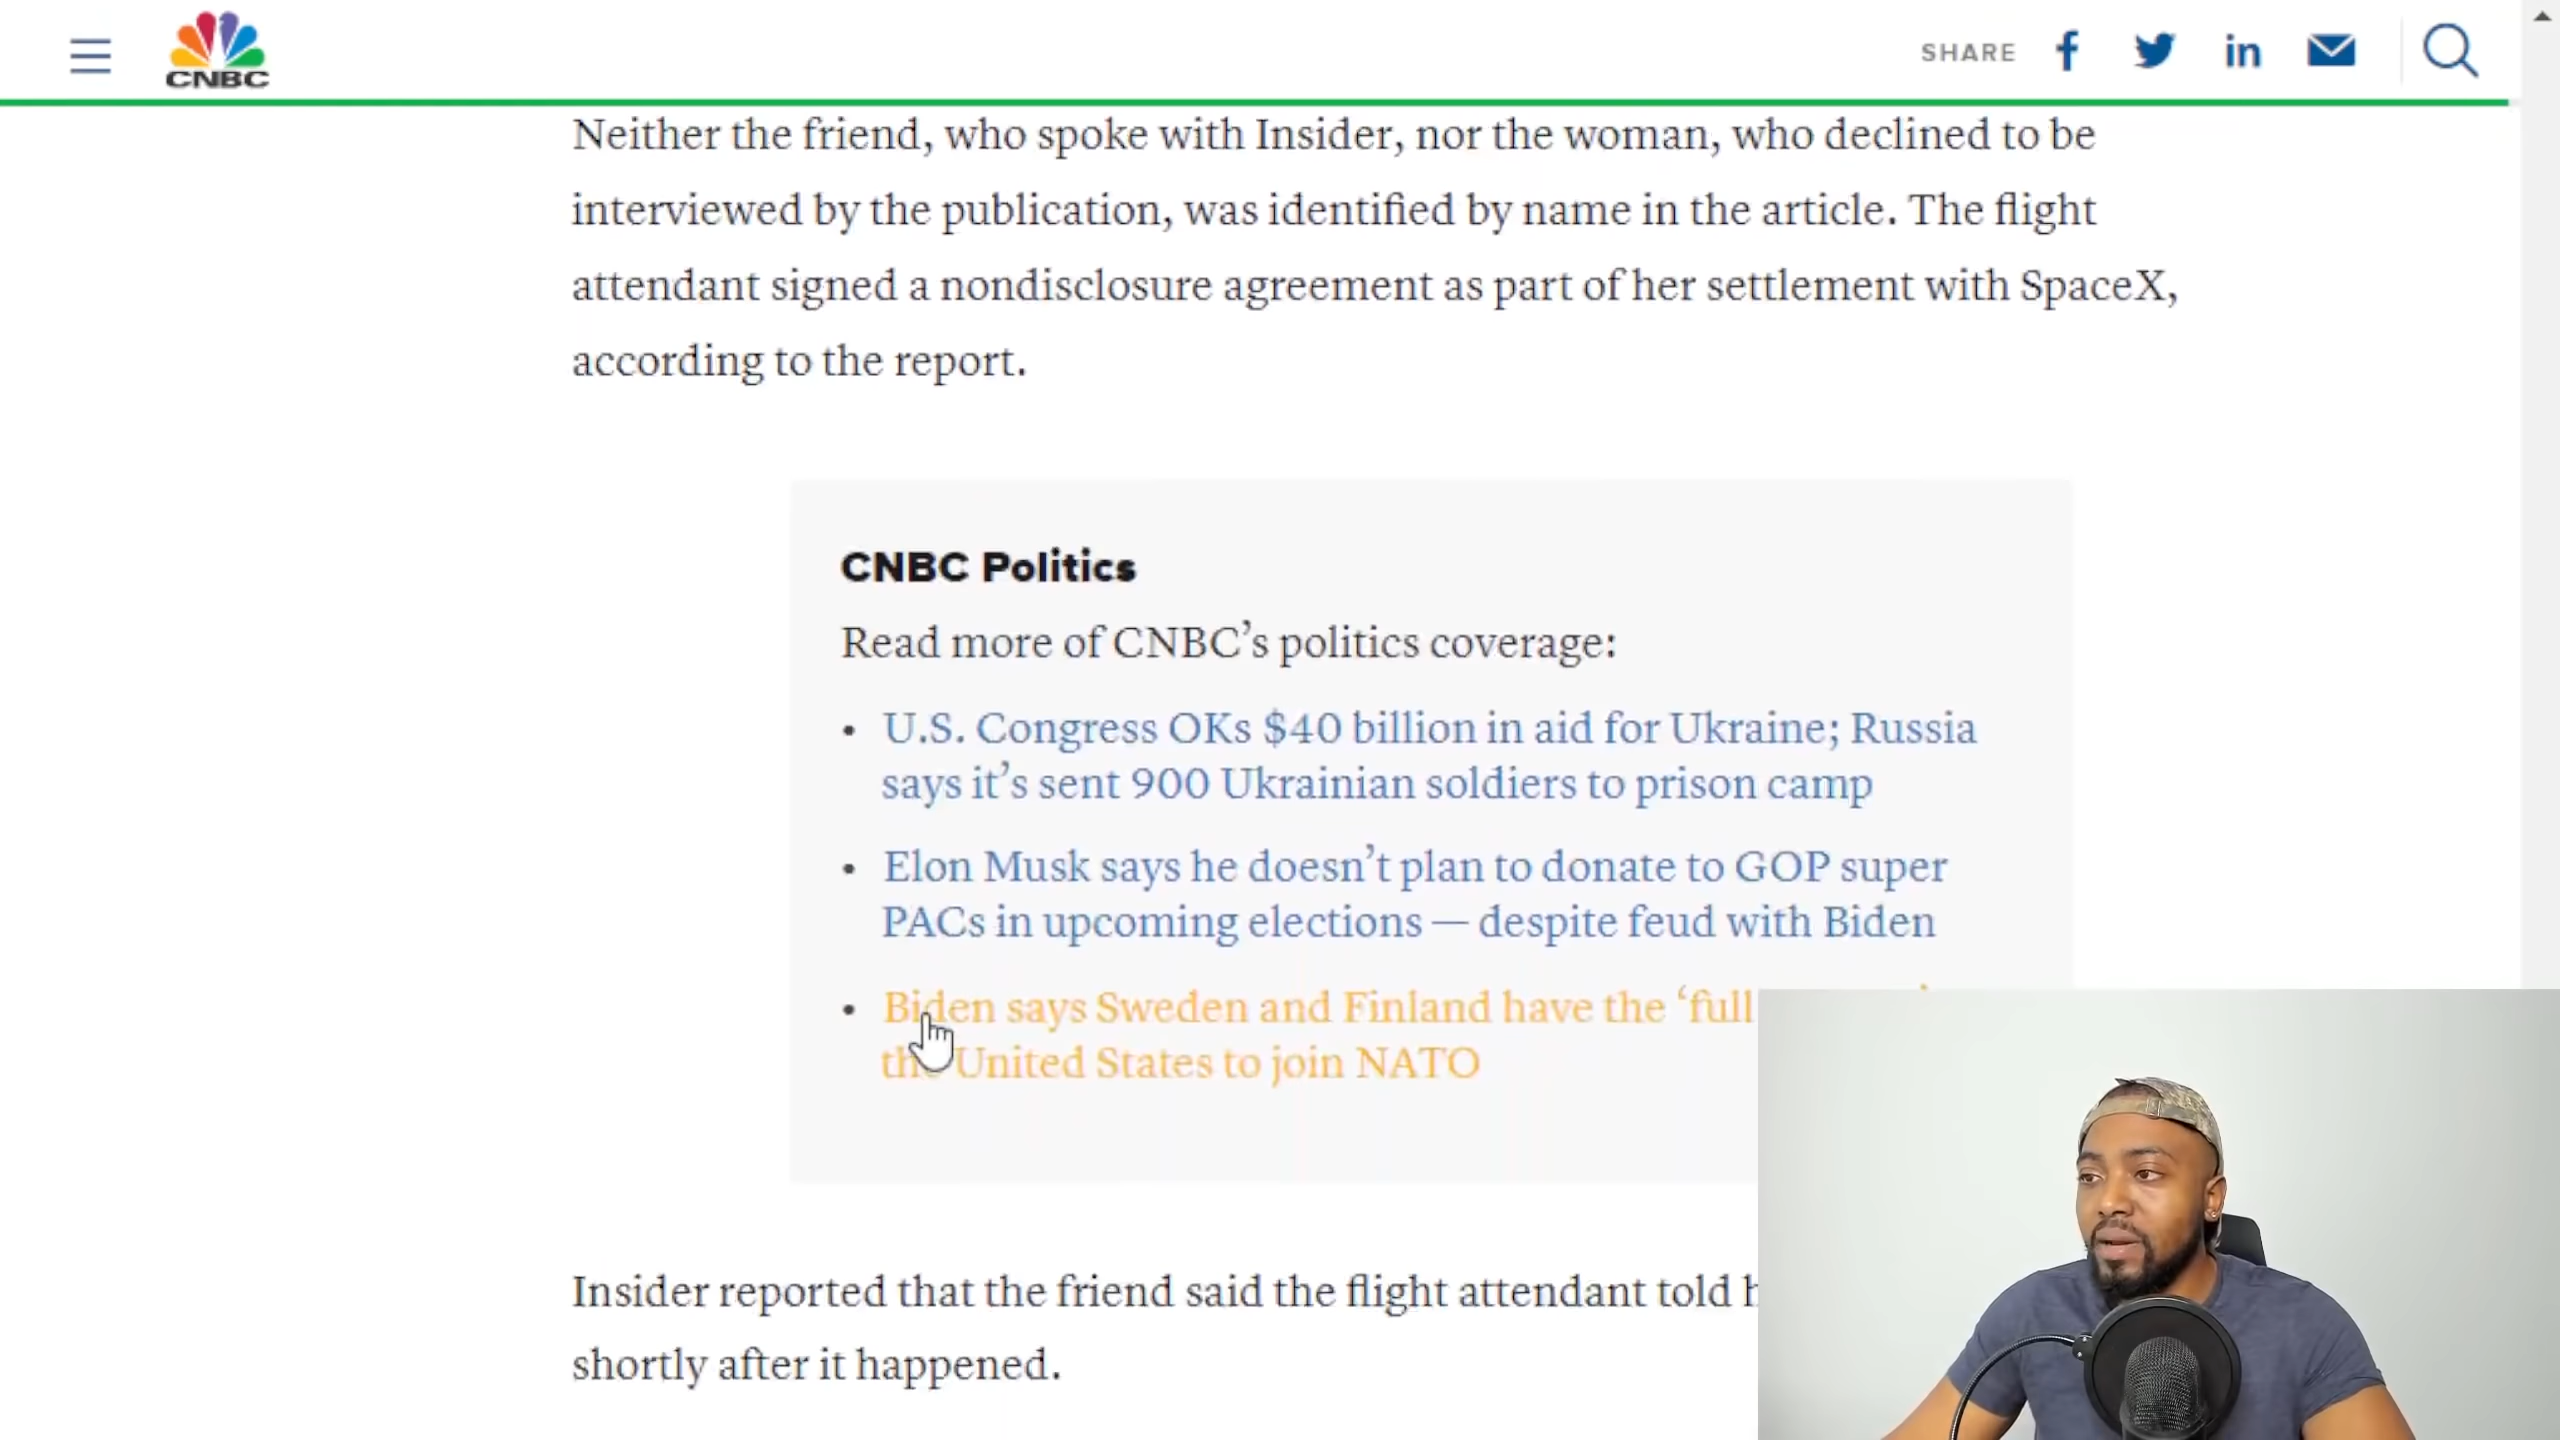 CNBC
SHARE
Neither the friend, who spoke with Insider, nor the woman, who declined to be
interviewed by the publication, was identified by name in the article. The flight
attendant signed a nondisclosure agreement as part of her settlement with SpaceX,
according to the report.
CNBC Politics
Read more of CNBC’s politics coverage:
• U.S. Congress OKs $40 billion in aid for Ukraine; Russia
says it’s sent 900 Ukrainian soldiers to prison camp
• Elon Musk says he doesn’t plan to donate to GOP super
PACs in upcoming elections — despite feud with Biden
• Biden says Sweden and Finland have the ‘full
the United States to join NATO
Insider reported that the friend said the flight attendant told
shortly after it happened.